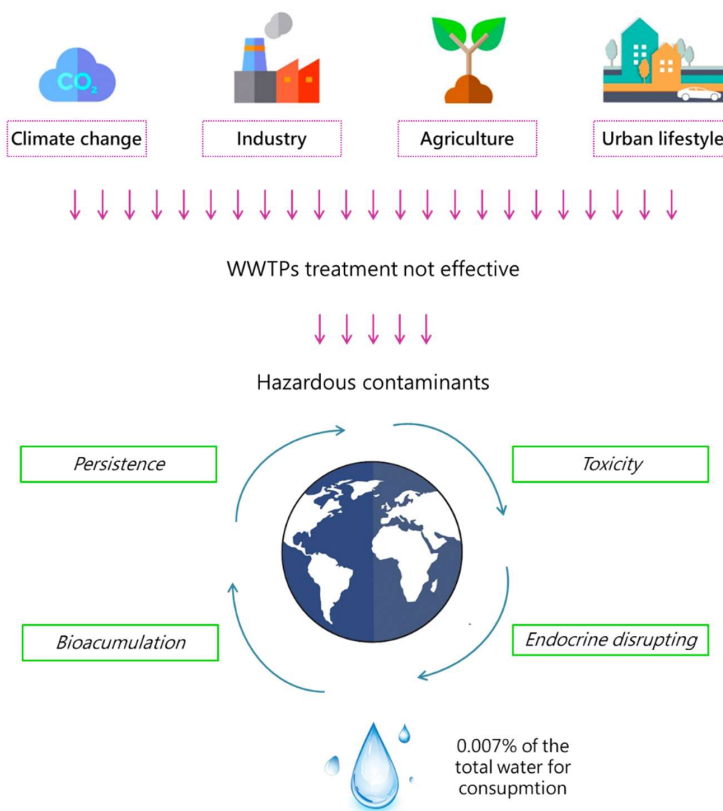 CO₂
Climate change
Industry
Agriculture
Urban lifestyle
WWTPs treatment not effective
Hazardous contaminants
Persistence
Toxicity
Bioacumulation
Endocrine disrupting
0.007% of the
total water for
consupmtion